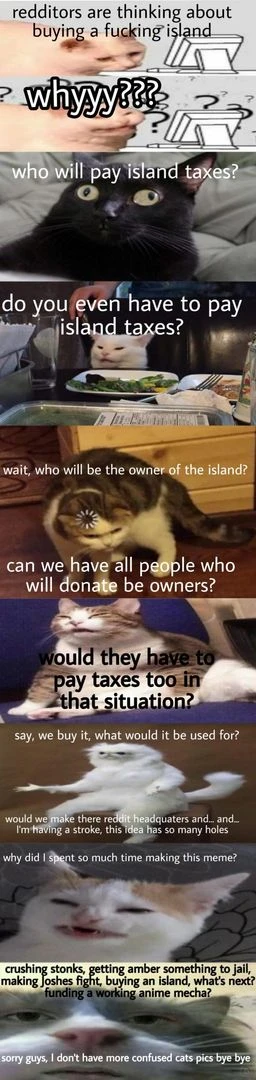 redditors are thinking about
buying a fucking island
? ? ?
whyyy???
? ? ?
who will pay island taxes?
do you even have to pay
island taxes?
wait, who will be the owner of the island?
can we have all people who
will donate be owners?
would they have to
pay taxes too in
that situation?
say, we buy it, what would it be used for?
would we make there reddit headquaters and... and...
I'm having a stroke, this idea has so many holes
why did I spent so much time making this meme?
crushing stonks, getting amber something to jail,
making Joshes fight, buying an island, what's next?
funding a working anime mecha?
sorry guys, I don't have more confused cats pics bye bye